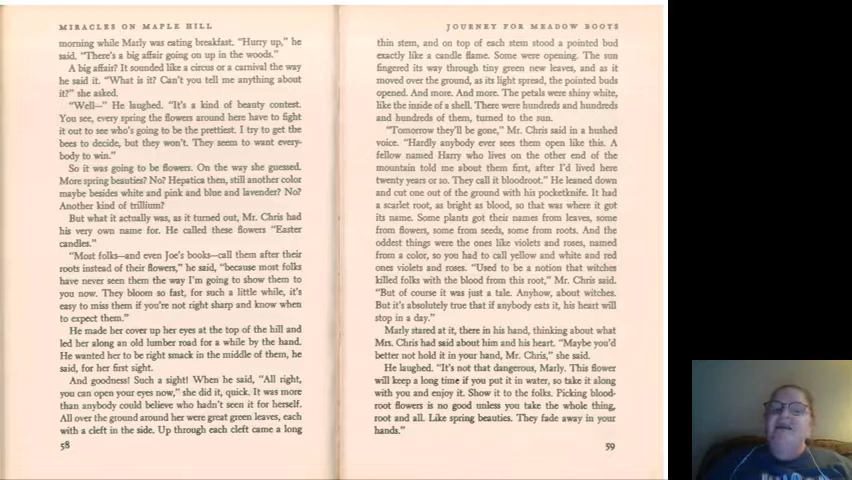 MIRACLES ON MAPLE HILL
morning while Marly was eating breakfast. "Hurry up," he
said. "There's a big affair going on up in the woods."
A big affair? It sounded like a circus or a carnival the way
he said it. "What is it? Can't you tell me anything about
it?" she asked.
"Well—" He laughed. "It's a kind of beauty contest.
You see, every spring the flowers around here have to fight
it out to see who's going to be the prettiest. I try to get the
bees to decide, but they won't. They seem to want every-
body to win."
So it was going to be flowers. On the way she guessed.
More spring beauties? No? Hepatica then, still another color
maybe besides white and pink and blue and lavender? No?
Another kind of trillium?
But what it actually was, as it turned out, Mr. Chris had
his very own name for. He called these flowers "Easter
candles."
"Most folks—and even Joe's books—call them after their
roots instead of their flowers," he said, "because most folks
have never seen them the way I'm going to show them to
you now. They bloom so fast, for such a little while, it's
easy to miss them if you're not right sharp and know when
to expect them."
He made her cover up her eyes at the top of the hill and
led her along an old lumber road for a while by the hand.
He wanted her to be right smack in the middle of them, he
said, for her first sight.
And goodness! Such a sight! When he said, "All right,
you can open your eyes now," she did it, quick. It was more
than anybody could believe who hadn't seen it for herself.
All over the ground around her were great green leaves, each
with a cleft in the side. Up through each cleft came a long
58
JOURNEY FOR MEADOW BOOTS
thin stem, and on top of each stem stood a pointed bud
exactly like a candle flame. Some were opening. The sun
fingered its way through tiny green new leaves, and as it
moved over the ground, as its light spread, the pointed buds
opened. And more. And more. The petals were shiny white,
like the inside of a shell. There were hundreds and hundreds
and hundreds of them, turned to the sun.
"Tomorrow they'll be gone," Mr. Chris said in a hushed
voice. "Hardly anybody ever sees them open like this. A
fellow named Harry who lives on the other end of the
mountain told me about them first, after I'd lived here
twenty years or so. They call it bloodroot." He leaned down
and cut one out of the ground with his pocketknife. It had
a scarlet root, as bright as blood, so that was where it got
its name. Some plants got their names from leaves, some
from flowers, some from seeds, some from roots. And the
oddest things were the ones like violets and roses, named
from a color, so you had to call yellow and white and red
ones violets and roses. "Used to be a notion that witches
killed folks with the blood from this root," Mr. Chris said.
"But of course it was just a tale. Anyhow, about witches.
But it's absolutely true that if anybody eats it, his heart will
stop in a day."
Marly stared at it, there in his hand, thinking about what
Mrs. Chris had said about him and his heart. "Maybe you'd
better not hold it in your hand, Mr. Chris," she said.
He laughed. "It's not that dangerous, Marly. This flower
will keep a long time if you put it in water, so take it along
with you and enjoy it. Show it to the folks. Picking blood-
root flowers is no good unless you take the whole thing,
root and all. Like spring beauties. They fade away in your
hands."
59